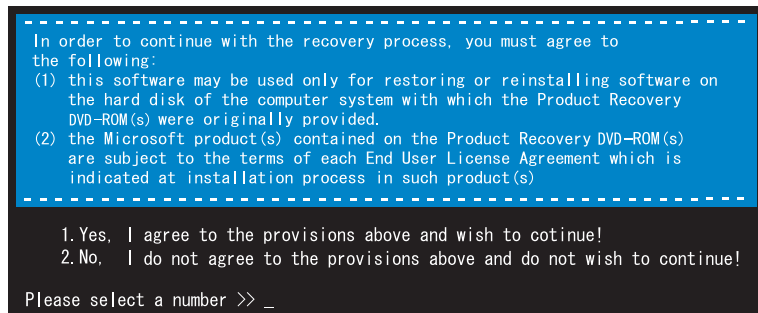 In order to continue with the recovery process, you must agree to
the following:
(1) this software may be used only for restoring or reinstalling software on
the hard disk of the computer system with which the Product Recovery
DVD-ROM(s) were originally provided.
(2) the Microsoft product(s) contained on the Product Recovery DVD-ROM(s)
are subject to the terms of each End User License Agreement which is
indicated at installation process in such product(s)
1. Yes, I agree to the provisions above and wish to cotinue!
2. No, I do not agree to the provisions above and do not wish to continue!
Please select a number >> _